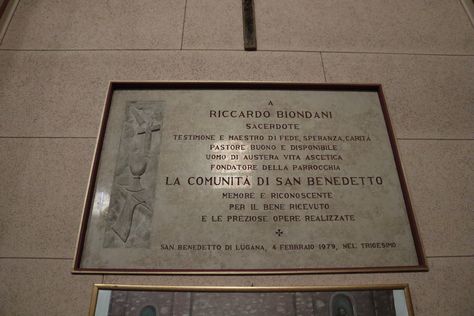 A
RICCARDO BIONDANI
SACERDOTE
TESTIMONE E MAESTRO DI FEDE, SPERANZA, CARITÀ
PASTORE BUONO E DISPONIBILE
UOMO DI AUSTERA VITA ASCETICA
FONDATORE DELLA PARROCCHIA
LA COMUNITÀ DI SAN BENEDETTO
MEMORE E RICONOSCENTE
PER IL BENE RICEVUTO
E LE PREZIOSE OPERE REALIZZATE
SAN BENEDETTO DI LUGANA, 4 FEBBRAIO 1979, NEL TRIGESIMO